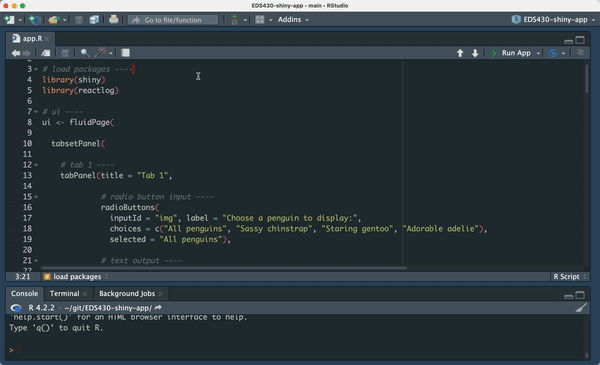 EDS430-shiny-app - main - RStudio
Go to file/function
Addins
EDS430-shiny-app
app.R
Run App
3 # load packages ----
4 library(shiny)
5 library(reactlog)
6
7 # ui ----
8 ui <- fluidPage(
9
10 tabsetPanel(
11
12 # tab 1 ----
13 tabPanel(title = "Tab 1",
14
15 # radio button input ----
16 radioButtons(
17 inputId = "img", label = "Choose a penguin to display:",
18 choices = c("All penguins", "Sassy chinstrap", "Staring gentoo", "Adorable adelie"),
19 selected = "All penguins"),
20
21 # text output ----
3:21 # load packages R Script
Console Terminal Background Jobs
R 4.2.2 · ~/git/EDS430-shiny-app/
'help.start()' for an HTML browser interface to help.
Type 'q()' to quit R.
>